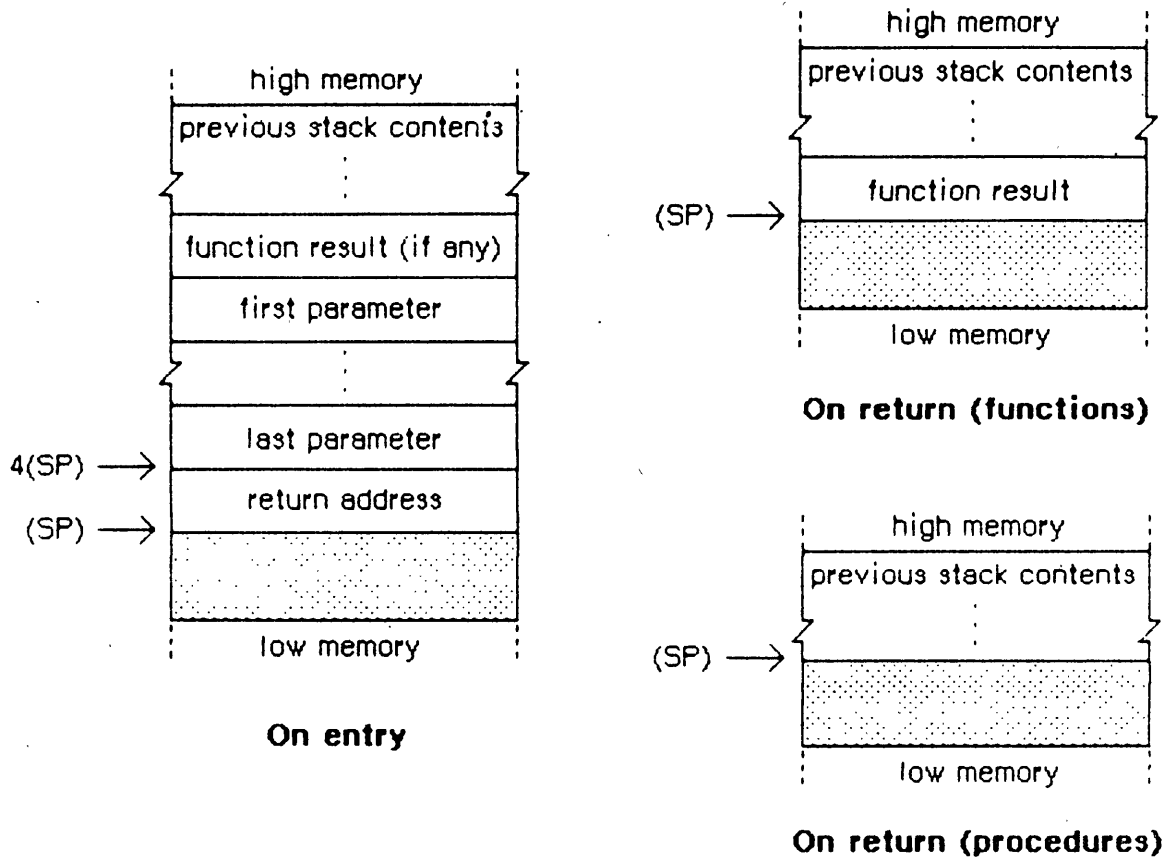 high memory
previous stack contents
function result (if any)
first parameter
last parameter
4(SP)
return address
(SP)
low memory
On entry
high memory
previous stack contents
function result
(SP)
low memory
On return (functions)
high memory
previous stack contents
(SP)
low memory
On return (procedures)